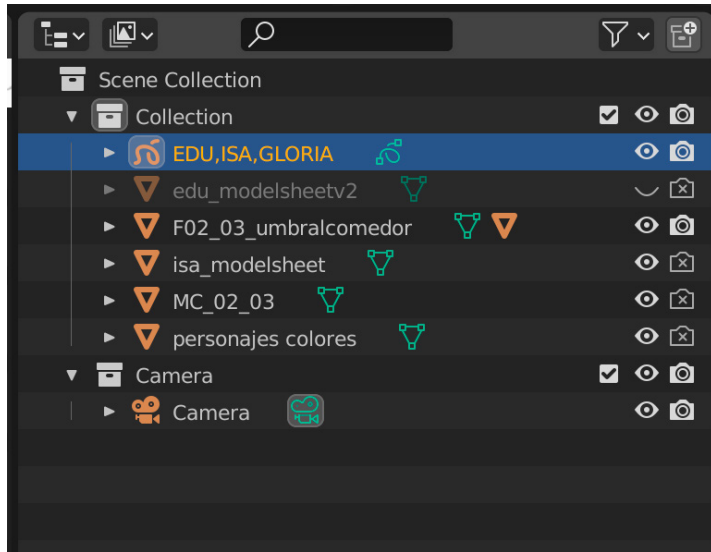 Scene Collection
Collection
EDU,ISA,GLORIA
edu_modelsheetv2
F02_03_umbralcomedor
isa_modelsheet
MC_02_03
personajes colores
Camera
Camera